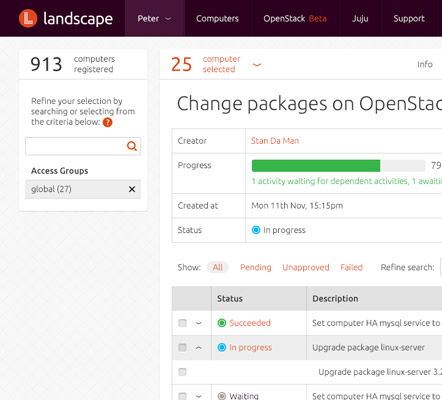 landscape Peter Computers OpenStack Beta Juju Support
913 computers registered
25 computer selected
Info
Refine your selection by
searching or selecting from
the criteria below: ?
Access Groups
global (27)
Change packages on OpenStac
Creator Stan Da Man
Progress 79
1 activity waiting for dependent activities, 1 awaiti
Created at Mon 11th Nov, 15:15pm
Status In progress
Show: All Pending Unapproved Failed Refine search:
Status Description
Succeeded Set computer HA mysql service to
In progress Upgrade package linux-server
Upgrade package linux-server 3.2
Waiting Set computer HA mysql service to